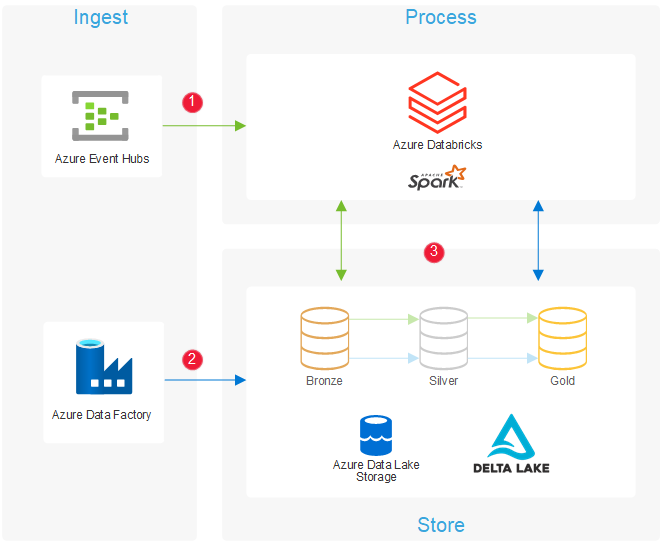 Ingest
Process
1
Azure Event Hubs
Azure Databricks
APACHE
Spark
3
2
Azure Data Factory
Bronze
Silver
Gold
Azure Data Lake
Storage
DELTA LAKE
Store